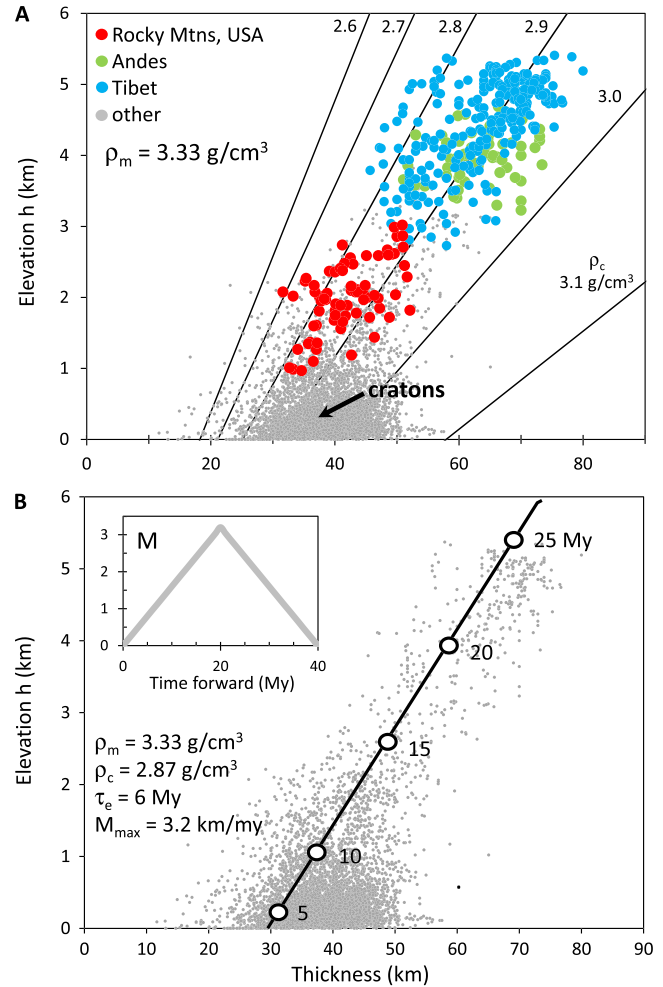 A
6
5
4
3
2
1
0
Elevation h (km)
Rocky Mtns, USA
Andes
Tibet
other
ρm = 3.33 g/cm³
2.6
2.7
2.8
2.9
3.0
ρc
3.1 g/cm³
cratons
0
20
40
60
80
B
6
5
4
3
2
1
0
Elevation h (km)
M
3
2
1
0
0
20
40
Time forward (My)
25 My
20
15
10
5
ρm = 3.33 g/cm³
ρc = 2.87 g/cm³
τe = 6 My
Mmax = 3.2 km/my
0
10
20
30
40
50
60
70
80
90
Thickness (km)